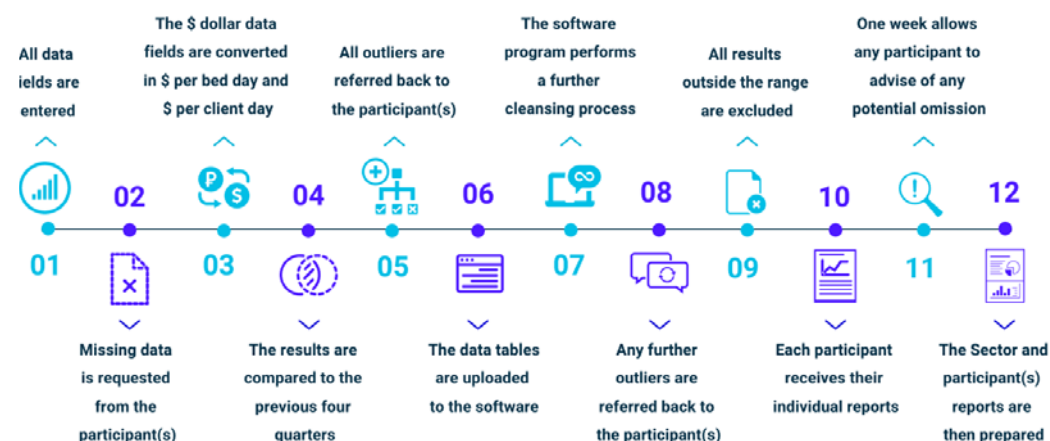 All data
ields are
entered
01
02
Missing data
is requested
from the
participant(s)
The $ dollar data
fields are converted
in $ per bed day and
$ per client day
P
$
03
04
The results are
compared to the
previous four
quarters
All outliers are
referred back to
the participant(s)
05
06
The data tables
are uploaded
to the software
The software
program performs
a further
cleansing process
07
08
Any further
outliers are
referred back to
the participant(s)
All results
outside the range
are excluded
09
10
Each participant
receives their
individual reports
One week allows
any participant to
advise of any
potential omission
11
12
The Sector and
participant(s)
reports are
then prepared